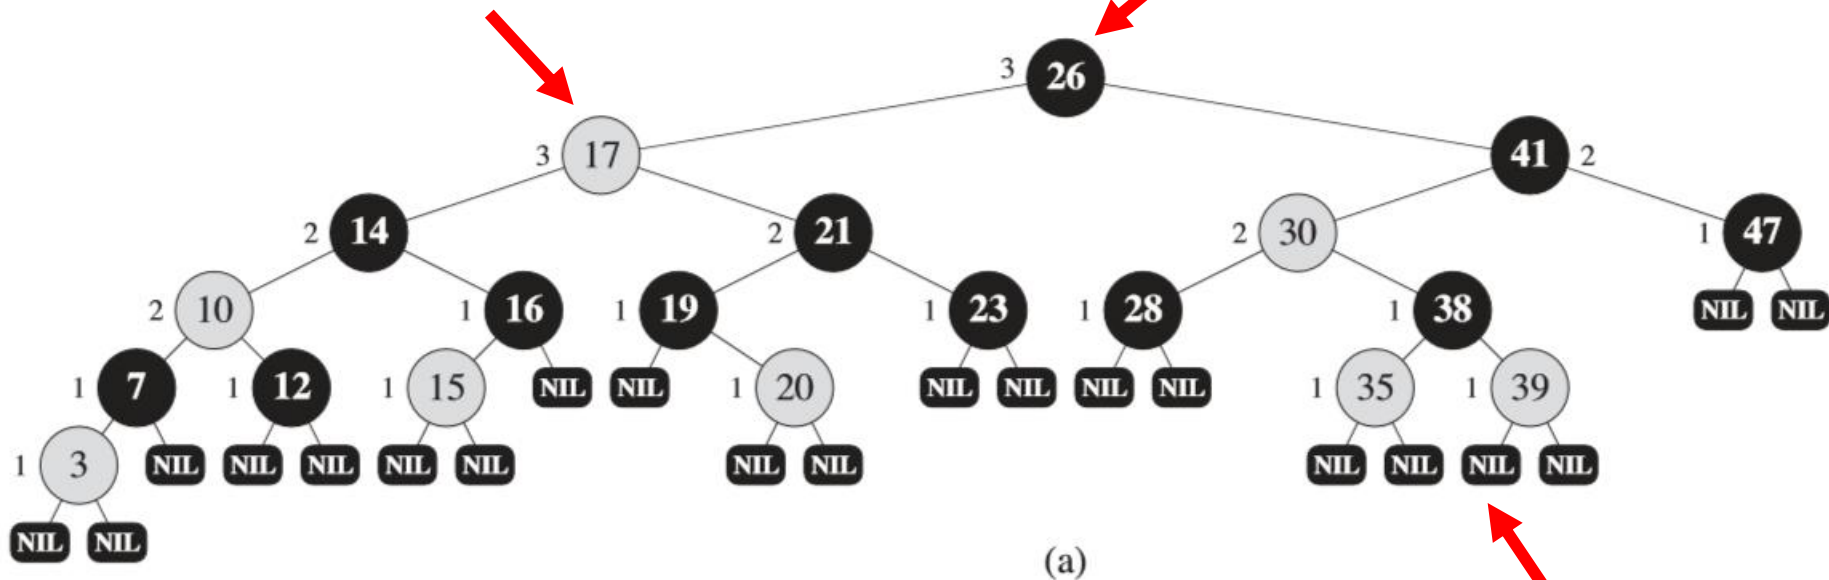 3 26
3 17 41 2
2 14 2 21 2 30 1 47
2 10 1 16 1 19 1 23 1 28 1 38 NIL NIL
1 7 1 12 1 15 NIL NIL 1 20 NIL NIL NIL NIL 1 35 1 39
1 3 NIL NIL NIL NIL NIL NIL NIL NIL NIL NIL NIL
NIL NIL
(a)